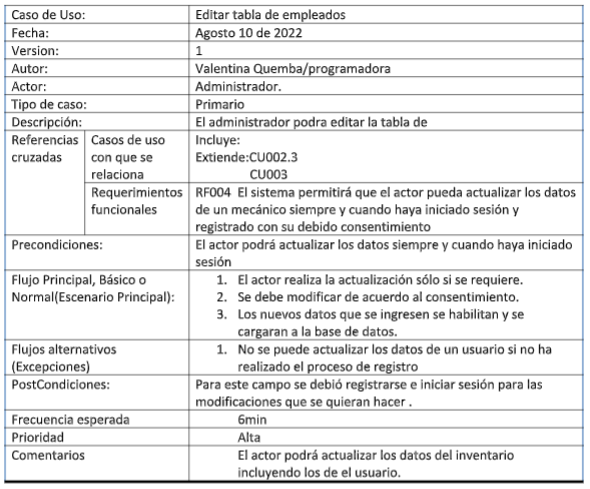 Caso de Uso: Editar tabla de empleados
Fecha: Agosto 10 de 2022
Version: 1
Autor: Valentina Quemba/programadora
Actor: Administrador.
Tipo de caso: Primario
Descripción: El administrador podra editar la tabla de
Referencias cruzadas
Casos de uso con que se relaciona
Incluye:
Extiende:CU002.3
CU003
Requerimientos funcionales
RF004 El sistema permitirá que el actor pueda actualizar los datos
de un mecánico siempre y cuando haya iniciado sesión y
registrado con su debido consentimiento
Precondiciones:
El actor podrá actualizar los datos siempre y cuando haya iniciado
sesión
Flujo Principal, Básico o
Normal(Escenario Principal):
1. El actor realiza la actualización sólo si se requiere.
2. Se debe modificar de acuerdo al consentimiento.
3. Los nuevos datos que se ingresen se habilitan y se
cargaran a la base de datos.
Flujos alternativos
(Excepciones)
1. No se puede actualizar los datos de un usuario si no ha
realizado el proceso de registro
PostCondiciones:
Para este campo se debió registrarse e iniciar sesión para las
modificaciones que se quieran hacer .
Frecuencia esperada 6min
Prioridad Alta
Comentarios
El actor podrá actualizar los datos del inventario
incluyendo los de el usuario.